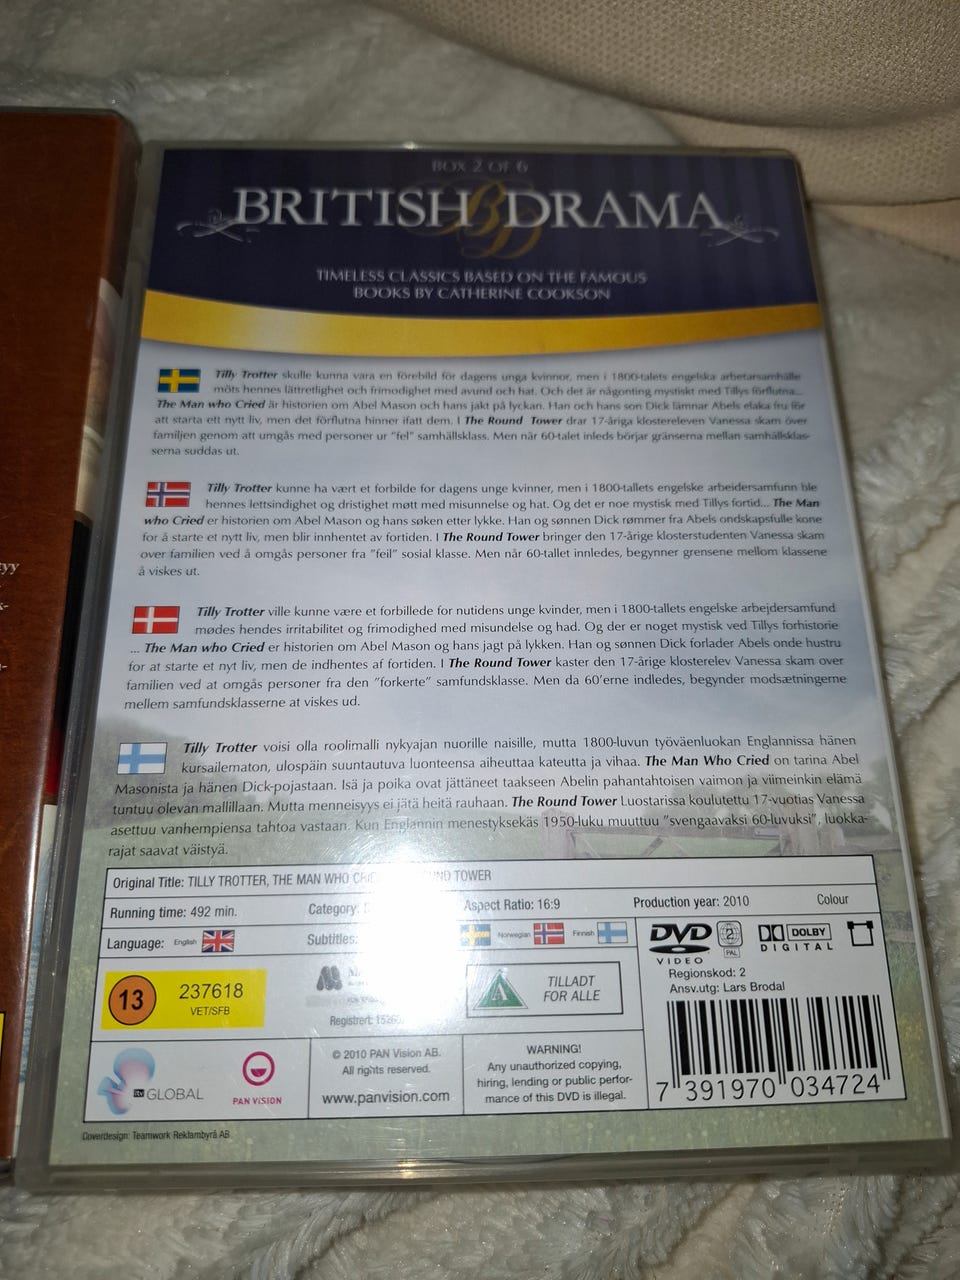 BOX 2 OF 6
BRITISH DRAMA
TIMELESS CLASSICS BASED ON THE FAMOUS
BOOKS BY CATHERINE COOKSON
Tilly Trotter skulle kunna vara en förebild för dagens unga kvinnor, men i 1800-talets engelska arbetarsamhälle
möts hennes lättretlighet och frimodighet med avund och hat. Och det är någonting mystiskt med Tillys förflutna...
The Man who Cried är historien om Abel Mason och hans jakt på lyckan. Han och hans son Dick lämnar Abels elaka fru för
att starta ett nytt liv, men det förflutna hinner ifatt dem. I The Round Tower drar 17-åriga klostereleven Vanessa skam över
familjen genom att umgås med personer ur "fel" samhällsklass. Men när 60-talet inleds börjar gränserna mellan samhällsklas-
serna suddas ut.
Tilly Trotter kunne ha vært et forbilde for dagens unge kvinner, men i 1800-tallets engelske arbeidersamfunn ble
hennes lettsindighet og dristighet møtt med misunnelse og hat. Og det er noe mystisk med Tillys fortid... The Man
who Cried er historien om Abel Mason og hans søken etter lykke. Han og sønnen Dick rømmer fra Abels ondskapsfulle kone
for å starte et nytt liv, men blir innhentet av fortiden. I The Round Tower bringer den 17-årige klosterstudenten Vanessa skam
over familien ved å omgås personer fra "feil" sosial klasse. Men når 60-tallet innledes, begynner grensene mellom klassene
å viskes ut.
Tilly Trotter ville kunne være et forbillede for nutidens unge kvinder, men i 1800-tallets engelske arbejdersamfund
mødes hendes irritabilitet og frimodighed med misundelse og had. Og der er noget mystisk ved Tillys forhistorie
... The Man who Cried er historien om Abel Mason og hans jagt på lykken. Han og sønnen Dick forlader Abels onde hustru
for at starte et nyt liv, men de indhentes af fortiden. I The Round Tower kaster den 17-årige klosterelev Vanessa skam over
familien ved at omgås personer fra den "forkerte" samfundsklasse. Men da 60'erne indledes, begynder modsætningerne
mellem samfundsklasserne at viskes ud.
Tilly Trotter voisi olla roolimalli nykyajan nuorille naisille, mutta 1800-luvun työväenluokan Englannissa hänen
kursailematon, ulospäin suuntautuva luonteensa aiheuttaa kateutta ja vihaa. The Man Who Cried on tarina Abel
Masonista ja hänen Dick-pojastaan. Isä ja poika ovat jättäneet taakseen Abelin pahantahtoisen vaimon ja viimeinkin elämä
tuntuu olevan mallillaan. Mutta menneisyys ei jätä heitä rauhaan. The Round Tower Luostarissa koulutettu 17-vuotias Vanessa
asettuu vanhempiensa tahtoa vastaan. Kun Englannin menestyksekäs 1950-luku muuttuu "svengaavaksi 60-luvuksi", luokka-
rajat saavat väistyä.
Original Title: TILLY TROTTER, THE MAN WHO TOWER
Running time: 492 min. Category: Aspect Ratio: 16:9 Production year: 2010 Colour
Language: English Subtitles: Norwegian Finnish
DVD VIDEO 2 PAL DOLBY DIGITAL
Regionskod: 2
Ansv.utg: Lars Brodal
13 237618
VET/SFB
Registrert:
A TILLADT
FOR ALLE
itv GLOBAL
PAN VISION
© 2010 PAN Vision AB.
All rights reserved.
www.panvision.com
WARNING!
Any unauthorized copying,
hiring, lending or public perfor-
mance of this DVD is illegal.
7 391970 034724
Coverdesign: Teamwork Reklambyrå AB